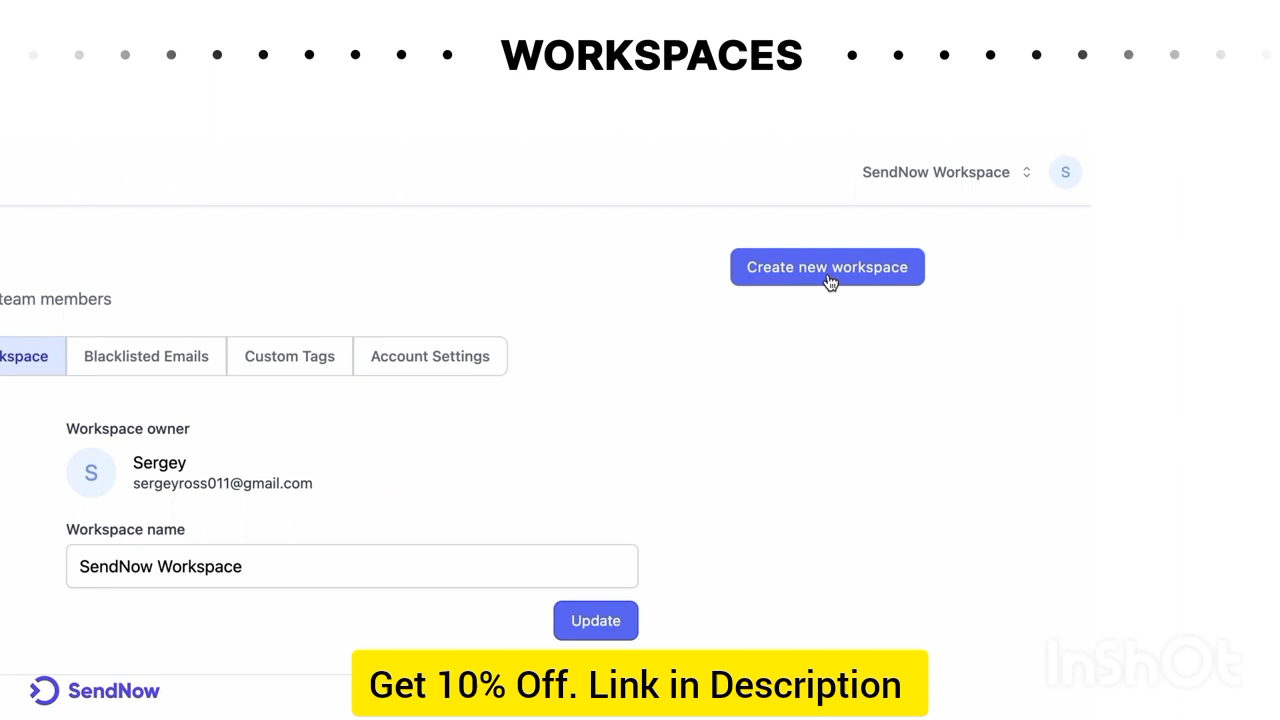 WORKSPACES
SendNow Workspace
S
Create new workspace
team members
kspace
Blacklisted Emails
Custom Tags
Account Settings
Workspace owner
S
Sergey
sergeyross011@gmail.com
Workspace name
SendNow Workspace
Update
SendNow
Get 10% Off. Link in Description
InShOt